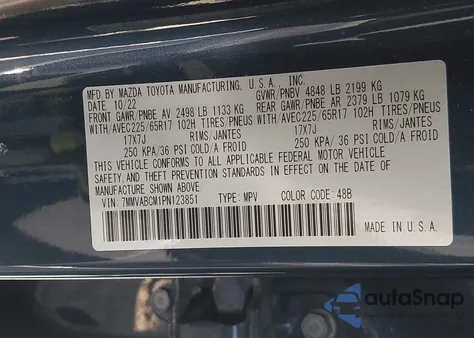 MFD. BY MAZDA TOYOTA MANUFACTURING, U.S.A., INC.
DATE 10/22 GVWR/PNBV 4848 LB 2199 KG
FRONT GAWR/PNBE AV 2498 LB 1133 KG REAR GAWR/PNBE AR 2379 LB 1079 KG
WITH/AVEC225/65R17 102H TIRES/PNEUS WITH/AVEC225/65R17 102H TIRES/PNEUS
17X7J RIMS/JANTES 17X7J RIMS/JANTES
250 KPA/ 36 PSI COLD/A FROID 250 KPA/ 36 PSI COLD/A FROID
THIS VEHICLE CONFORMS TO ALL APPLICABLE FEDERAL MOTOR VEHICLE
SAFETY, AND THEFT PREVENTION STANDARDS IN EFFECT ON THE DATE OF
MANUFACTURE SHOWN ABOVE.
VIN: 7MMVABCM1PN123851 TYPE: MPV COLOR CODE: 48B
MADE IN U.S.A.
autoSnap